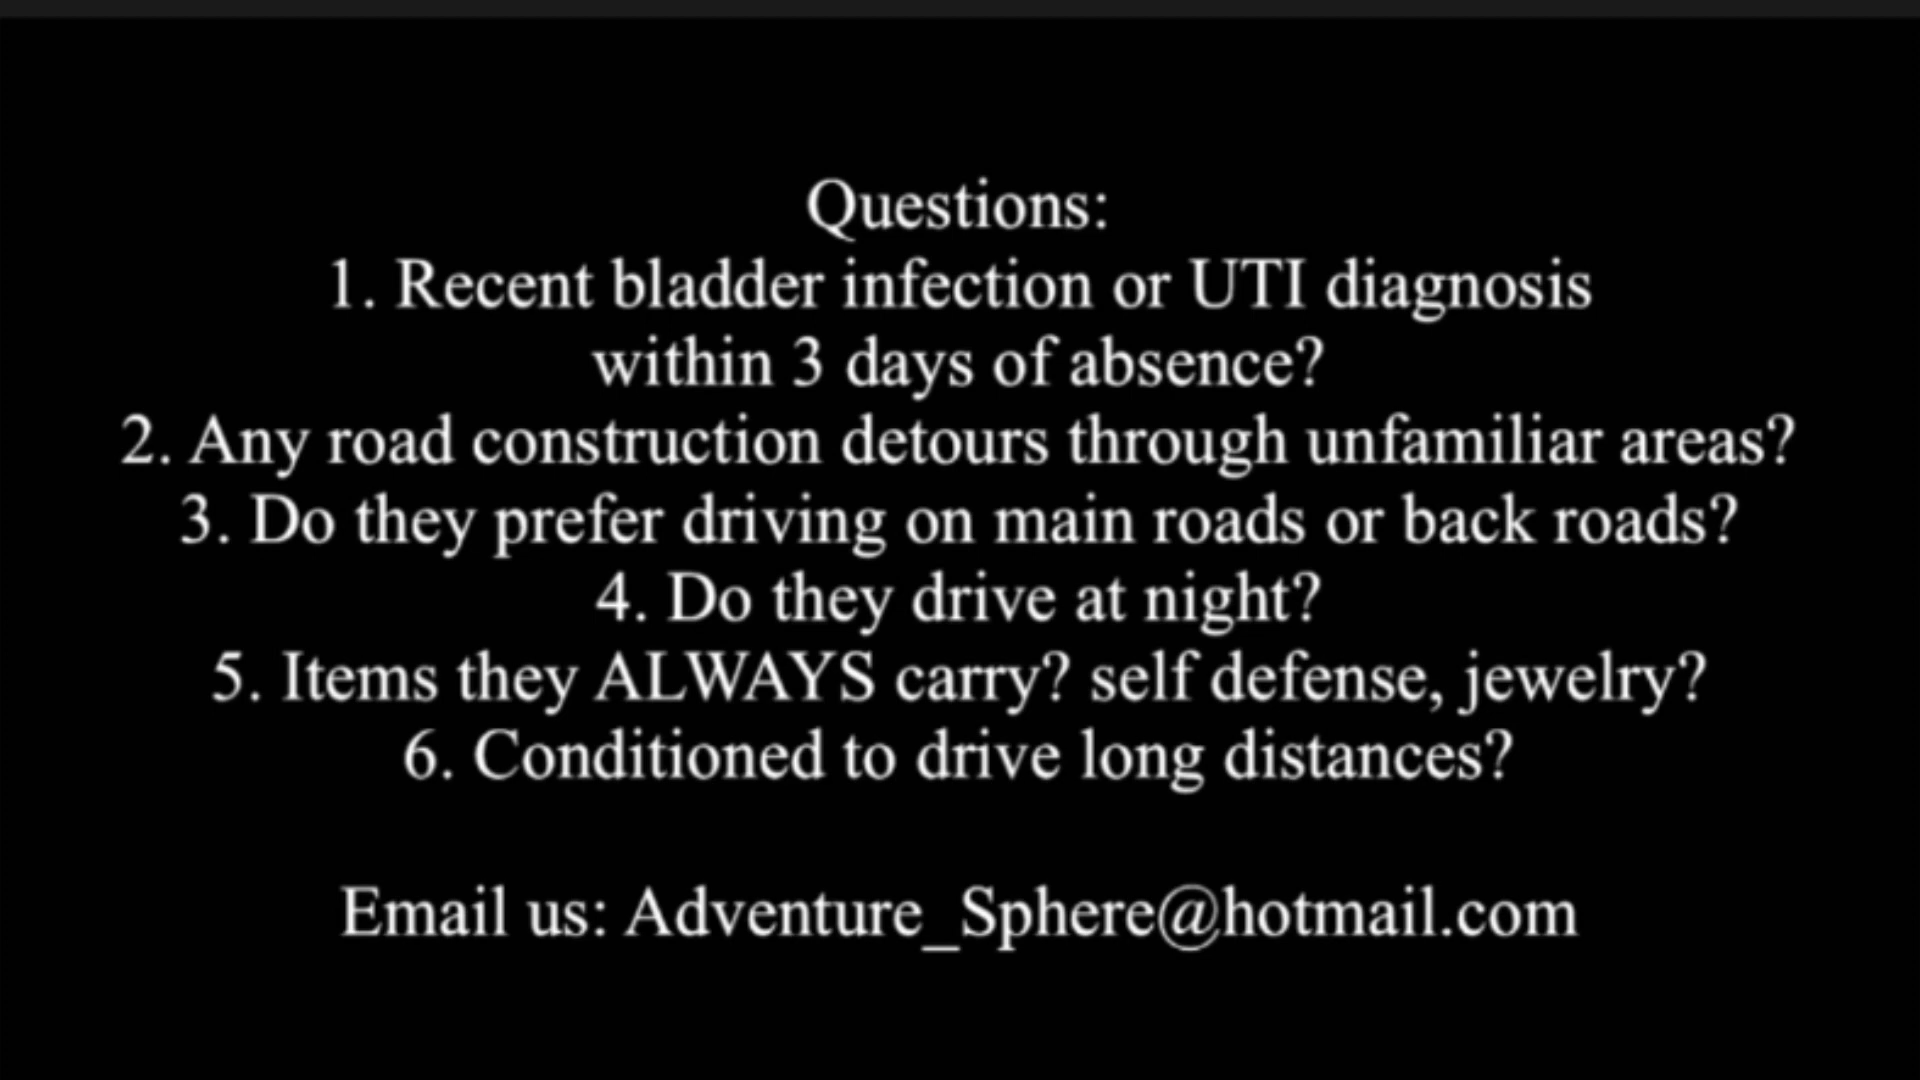 Questions:
1. Recent bladder infection or UTI diagnosis
within 3 days of absence?
2. Any road construction detours through unfamiliar areas?
3. Do they prefer driving on main roads or back roads?
4. Do they drive at night?
5. Items they ALWAYS carry? self defense, jewelry?
6. Conditioned to drive long distances?
Email us: Adventure_Sphere@hotmail.com